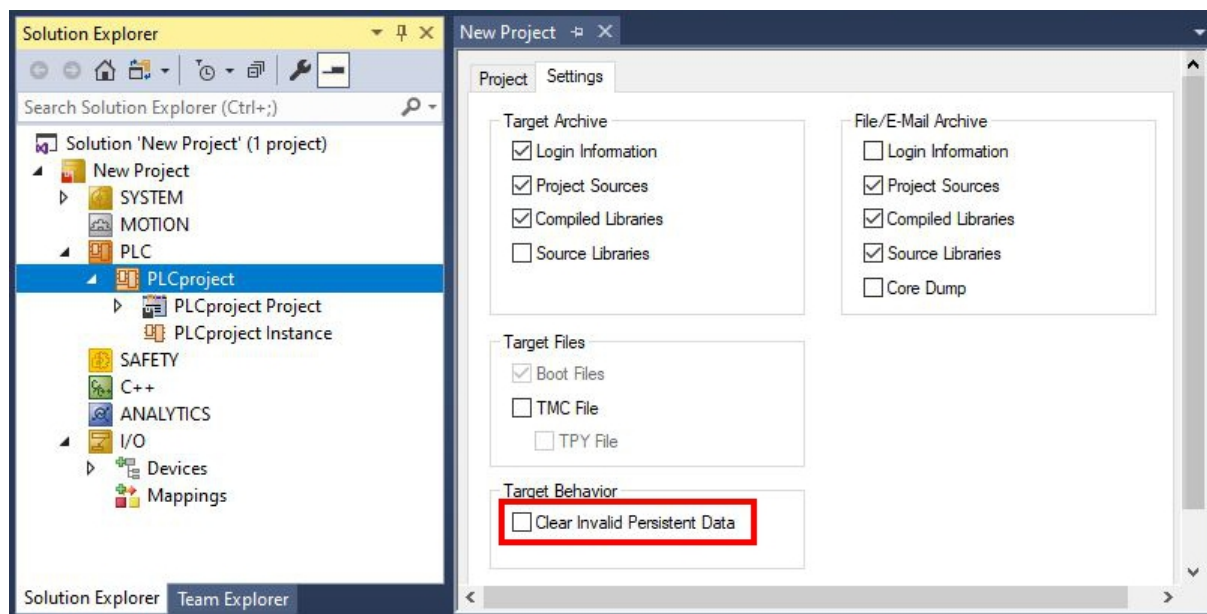 Solution Explorer
Search Solution Explorer (Ctrl+;)
Solution 'New Project' (1 project)
New Project
SYSTEM
MOTION
PLC
PLCproject
PLCproject Project
PLCproject Instance
SAFETY
C++
ANALYTICS
I/O
Devices
Mappings
Solution Explorer
Team Explorer
New Project
Project
Settings
Target Archive
Login Information
Project Sources
Compiled Libraries
Source Libraries
File/E-Mail Archive
Login Information
Project Sources
Compiled Libraries
Source Libraries
Core Dump
Target Files
Boot Files
TMC File
TPY File
Target Behavior
Clear Invalid Persistent Data